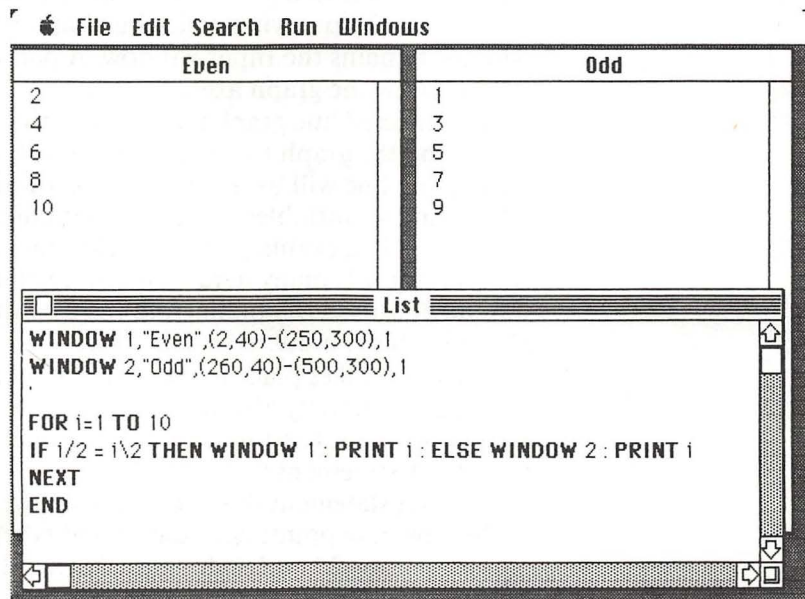 File Edit Search Run Windows
Even
2
4
6
8
10
Odd
1
3
5
7
9
List
WINDOW 1,"Even",(2,40)-(250,300),1
WINDOW 2,"Odd",(260,40)-(500,300),1
'
FOR i=1 TO 10
IF i/2 = i\2 THEN WINDOW 1 : PRINT i : ELSE WINDOW 2 : PRINT i
NEXT
END